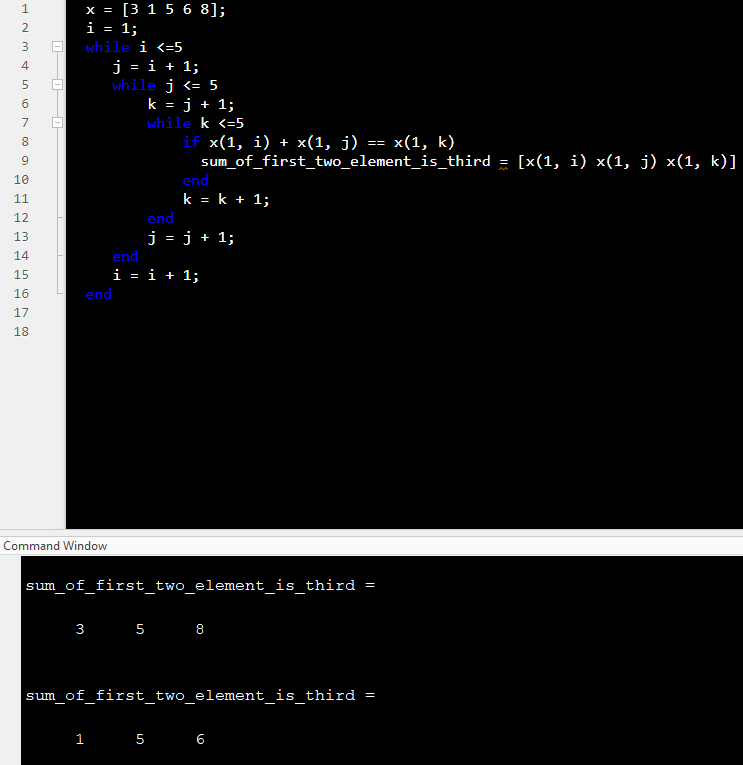 1 x = [3 1 5 6 8];
2 i = 1;
3 while i <=5
4 j = i + 1;
5 while j <= 5
6 k = j + 1;
7 while k <=5
8 if x(1, i) + x(1, j) == x(1, k)
9 sum_of_first_two_element_is_third = [x(1, i) x(1, j) x(1, k)]
10 end
11 k = k + 1;
12 end
13 j = j + 1;
14 end
15 i = i + 1;
16 end
17
18
Command Window
sum_of_first_two_element_is_third =
3 5 8
sum_of_first_two_element_is_third =
1 5 6